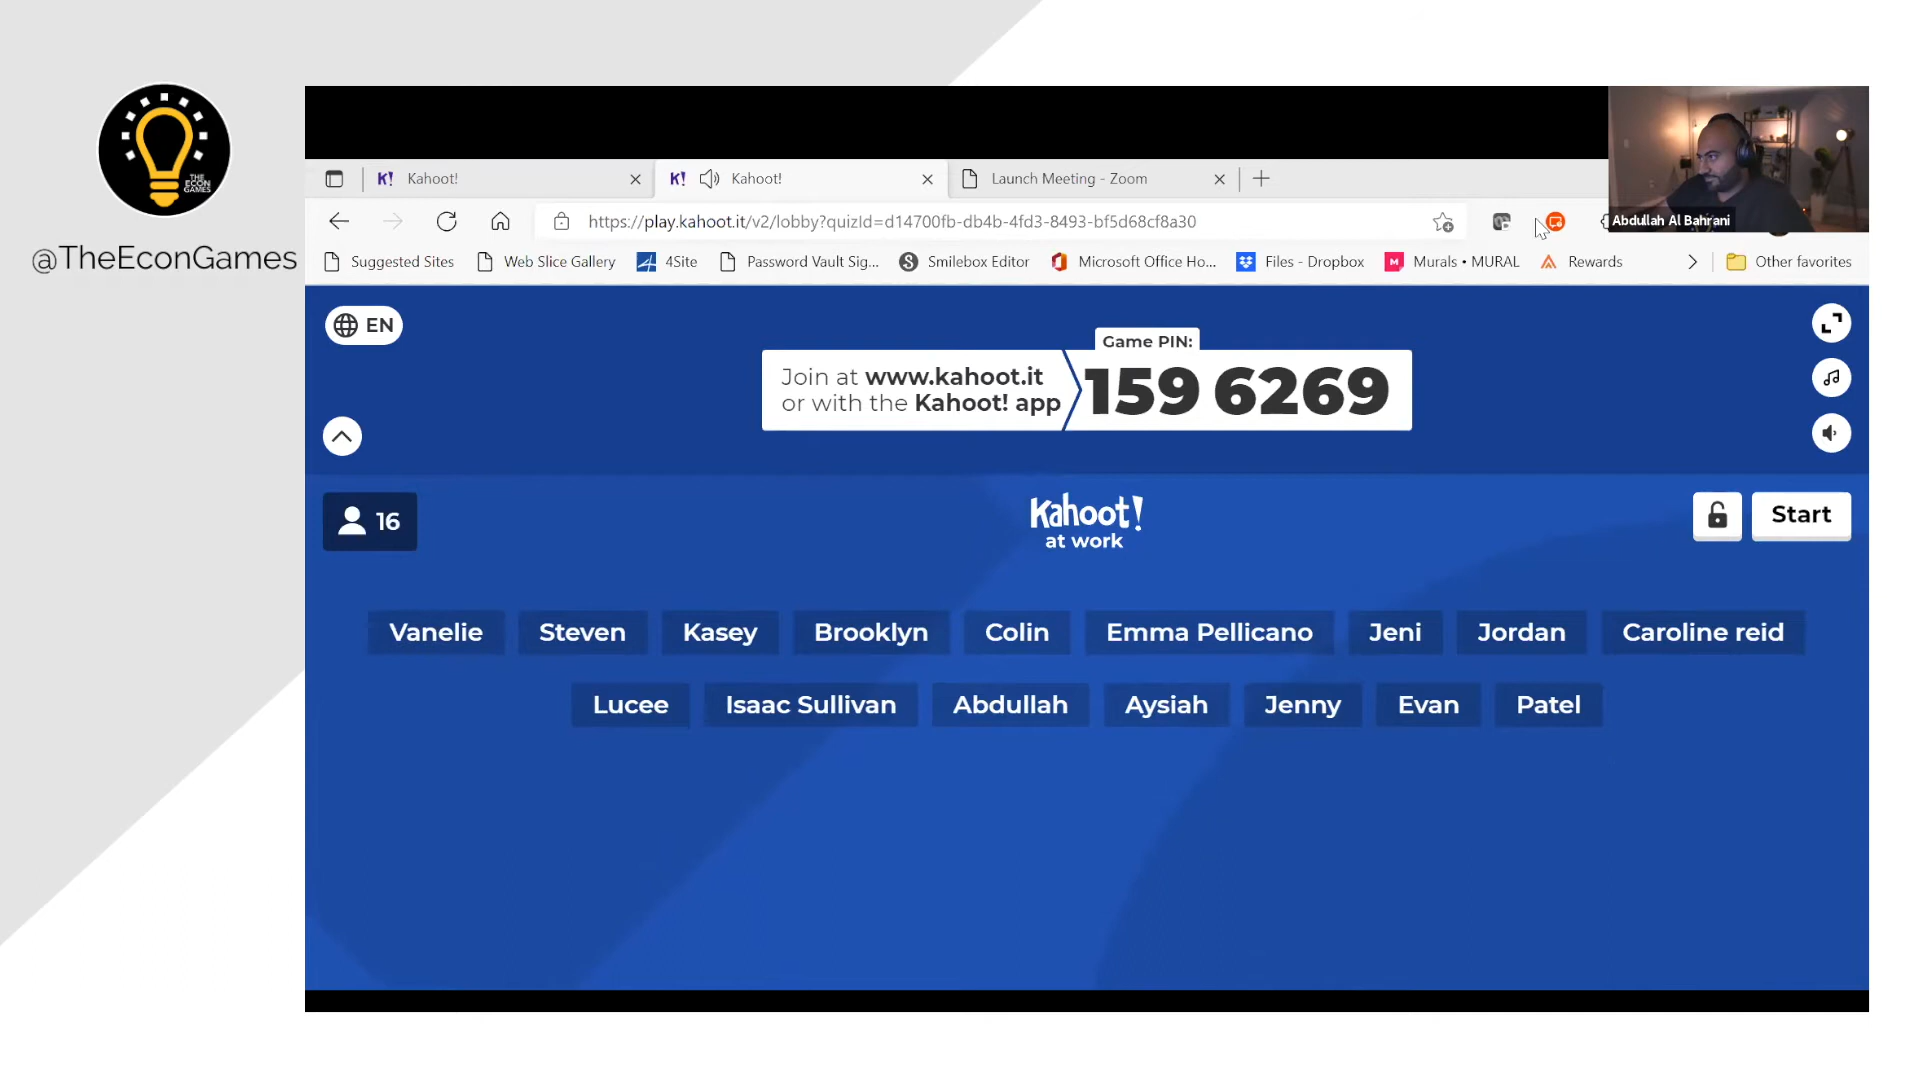 THE
ECON
GAMES
@TheEconGames
Kahoot!
Kahoot!
Launch Meeting - Zoom
https://play.kahoot.it/v2/lobby?quizId=d14700fb-db4b-4fd3-8493-bf5d68cf8a30
Abdullah Al Bahrani
Suggested Sites Web Slice Gallery 4Site Password Vault Sig... Smilebox Editor Microsoft Office Ho... Files - Dropbox Murals • MURAL Rewards Other favorites
EN
Game PIN:
Join at www.kahoot.it
or with the Kahoot! app
159 6269
16
Kahoot!
at work
Start
Vanelie Steven Kasey Brooklyn Colin Emma Pellicano Jeni Jordan Caroline reid
Lucee Isaac Sullivan Abdullah Aysiah Jenny Evan Patel